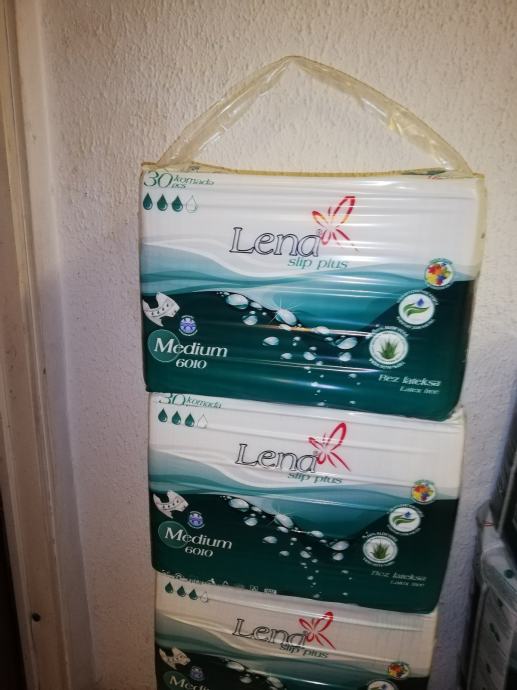 30 komada
pcs
Lena
slip plus
Medium
6010
Bez lateksa
Latex free
30 komada
Lena
slip plus
Medium
6010
Bez lateksa
Latex free
Lena
slip plus
Medium